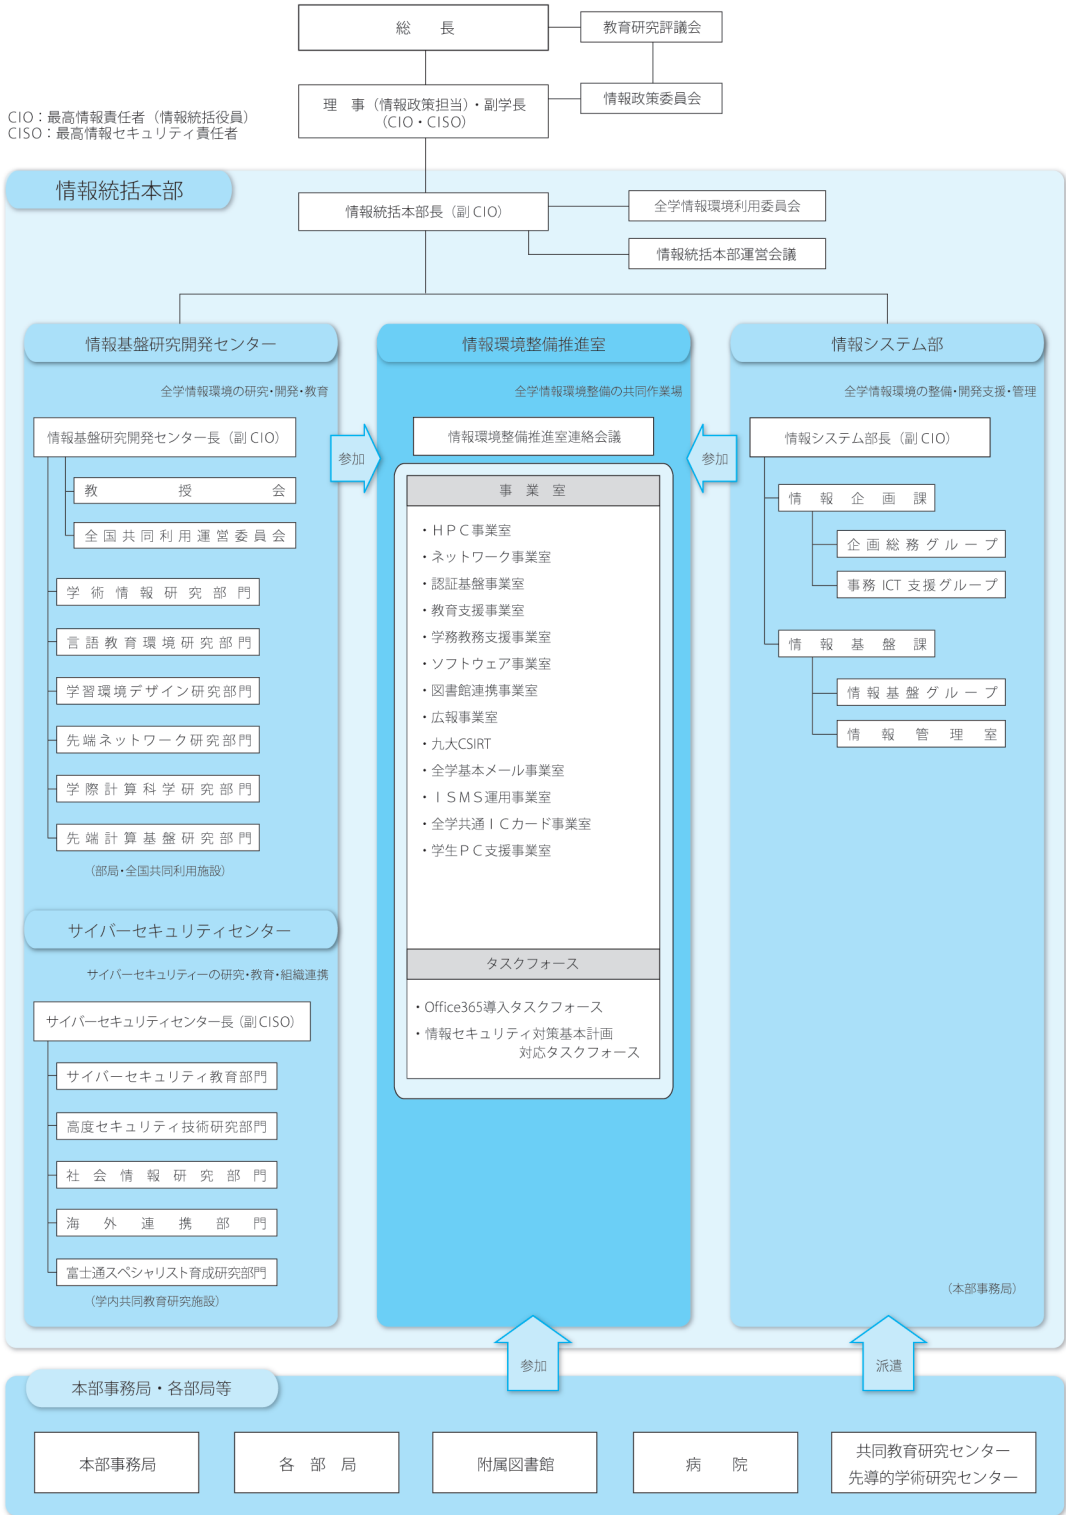 総　長
教育研究評議会
理　事（情報政策担当）・副学長
（CIO・CISO）
情報政策委員会
CIO：最高情報責任者（情報統括役員）
CISO：最高情報セキュリティ責任者
情報統括本部
情報統括本部長（副 CIO）
全学情報環境利用委員会
情報統括本部運営会議
情報基盤研究開発センター
全学情報環境の研究・開発・教育
情報基盤研究開発センター長（副 CIO）
教授会
全国共同利用運営委員会
学術情報研究部門
言語教育環境研究部門
学習環境デザイン研究部門
先端ネットワーク研究部門
学際計算科学研究部門
先端計算基盤研究部門
（部局・全国共同利用施設）
サイバーセキュリティセンター
サイバーセキュリティーの研究・教育・組織連携
サイバーセキュリティセンター長（副 CISO）
サイバーセキュリティ教育部門
高度セキュリティ技術研究部門
社会情報研究部門
海外連携部門
富士通スペシャリスト育成研究部門
（学内共同教育研究施設）
参加
情報環境整備推進室
全学情報環境整備の共同作業場
情報環境整備推進室連絡会議
事　業　室
・ＨＰＣ事業室
・ネットワーク事業室
・認証基盤事業室
・教育支援事業室
・学務教務支援事業室
・ソフトウェア事業室
・図書館連携事業室
・広報事業室
・九大CSIRT
・全学基本メール事業室
・ＩＳＭＳ運用事業室
・全学共通ＩＣカード事業室
・学生ＰＣ支援事業室
タスクフォース
・Office365導入タスクフォース
・情報セキュリティ対策基本計画
対応タスクフォース
参加
情報システム部
全学情報環境の整備・開発支援・管理
情報システム部長（副 CIO）
情報企画課
企画総務グループ
事務 ICT 支援グループ
情報基盤課
情報基盤グループ
情報管理室
（本部事務局）
参加
派遣
本部事務局・各部局等
本部事務局
各　部　局
附属図書館
病　院
共同教育研究センター
先導的学術研究センター